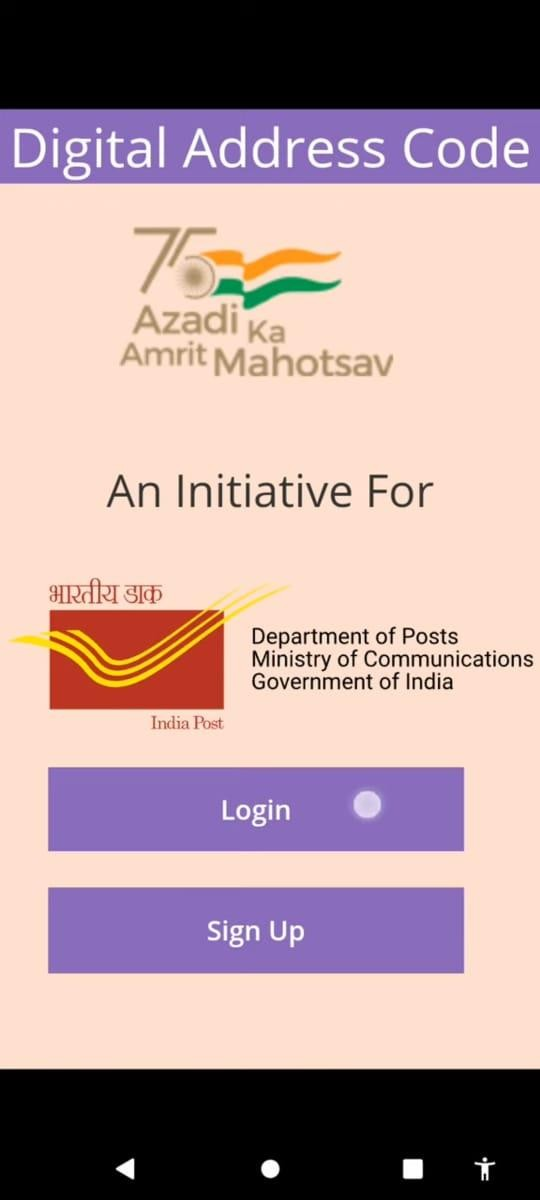 Digital Address Code
75
Azadi Ka
Amrit Mahotsav
An Initiative For
भारतीय डाक
Department of Posts
Ministry of Communications
Government of India
India Post
Login
Sign Up